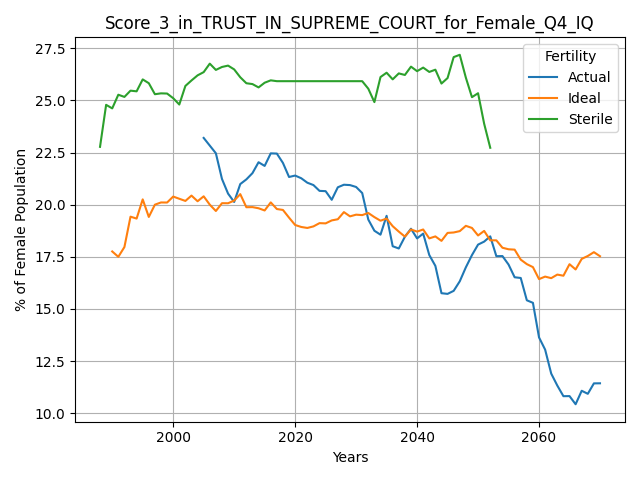 Score_3_in_TRUST_IN_SUPREME_COURT_for_Female_Q4_IQ
27.5
25.0
22.5
20.0
17.5
15.0
12.5
10.0
% of Female Population
Fertility
Actual
Ideal
Sterile
2000
2020
2040
2060
Years